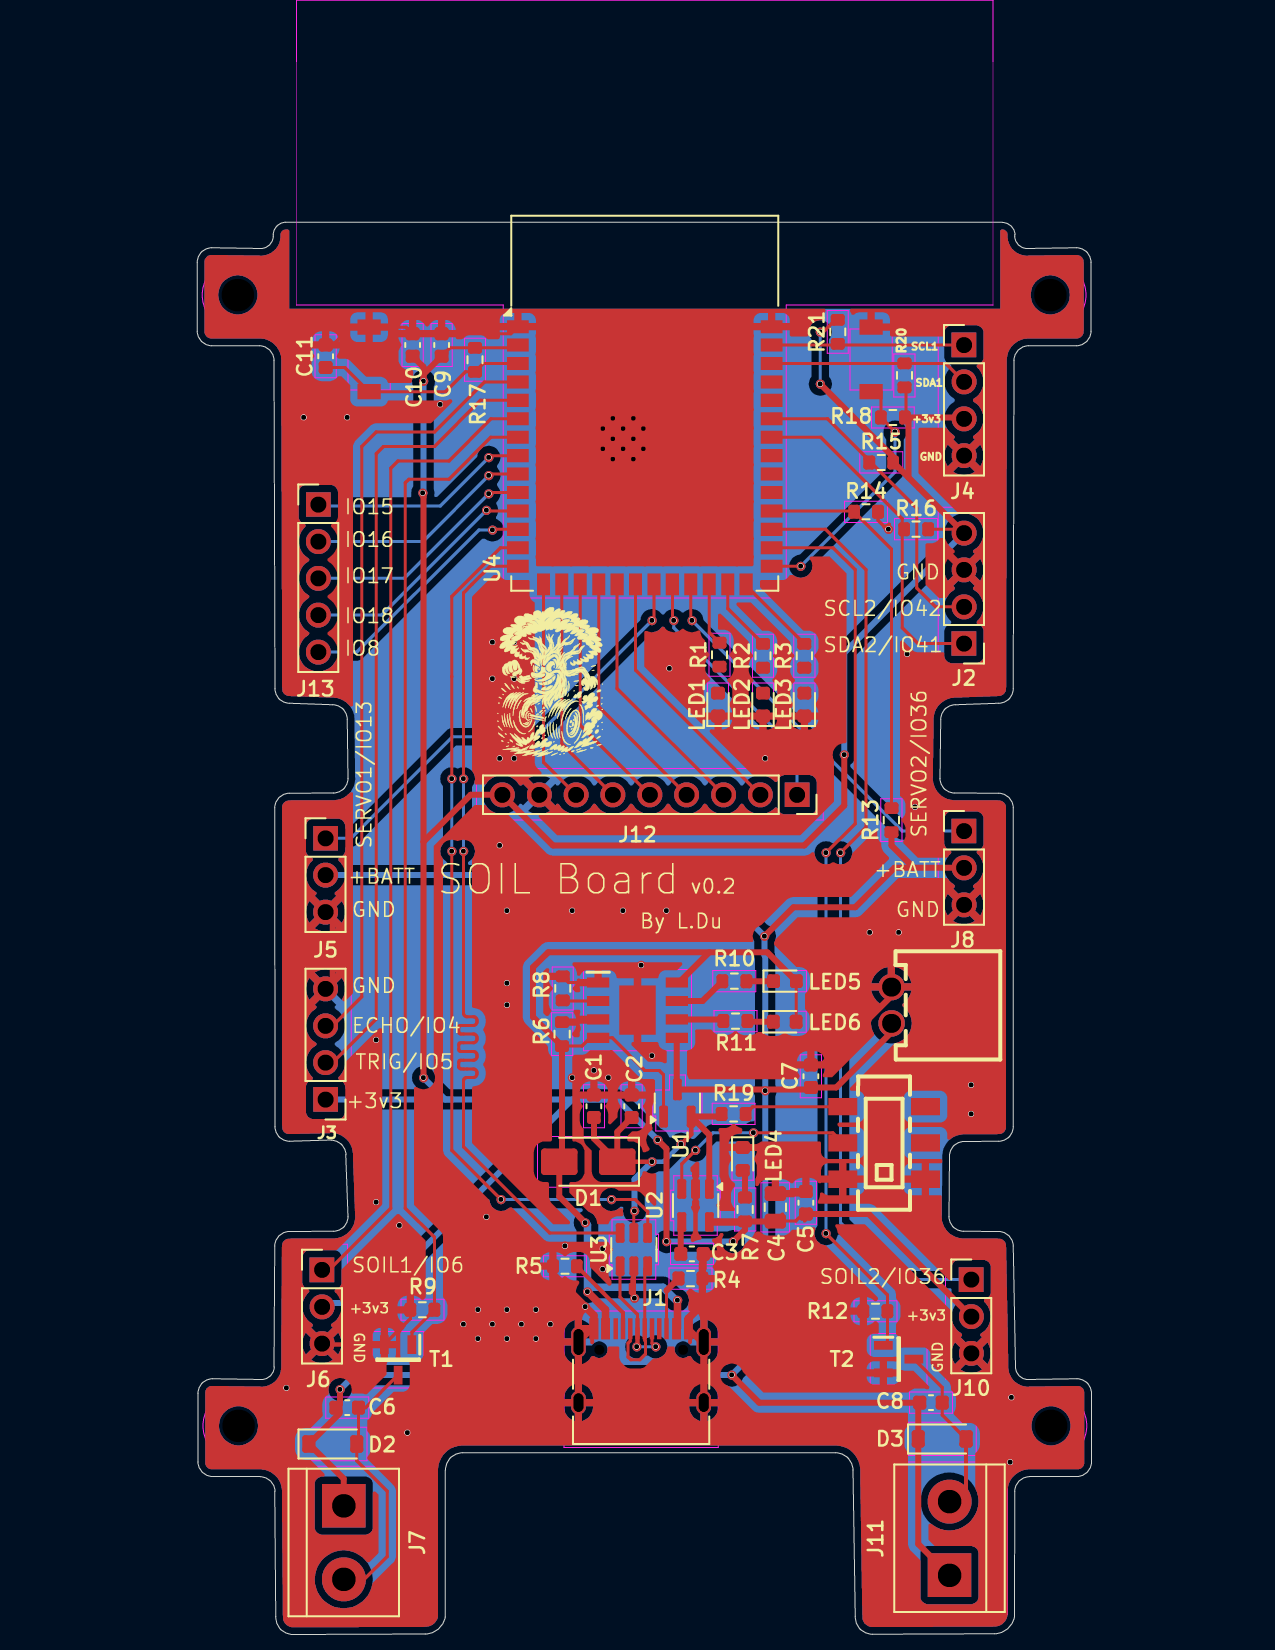 R21
R20
SCL1
C11
C10
C9
R17
SDA1
R18
+3v3
R15
GND
J4
R14
R16
IO15
IO16
U4
GND
IO17
SCL2/IO42
IO18
SDA2/IO41
IO8
J13
J2
R1
R2
R3
LED1
LED2
LED3
SERVO1/IO13
SERVO2/IO36
R13
J12
+BATT
SOIL Board v0.2
+BATT
GND
By L.Du
GND
J5
J8
R10
GND
R8
LED5
ECHO/IO4
R6
LED6
R11
TRIG/IO5
C1
C2
C7
+3v3
R19
J3
U1
LED4
D1
U2
C3
R7
C4
C5
U3
SOIL1/IO6
R5
R4
SOIL2/IO36
R9
J1
+3v3
R12
+3v3
GND
T1
T2
GND
J6
J10
C6
C8
D2
D3
J7
J11